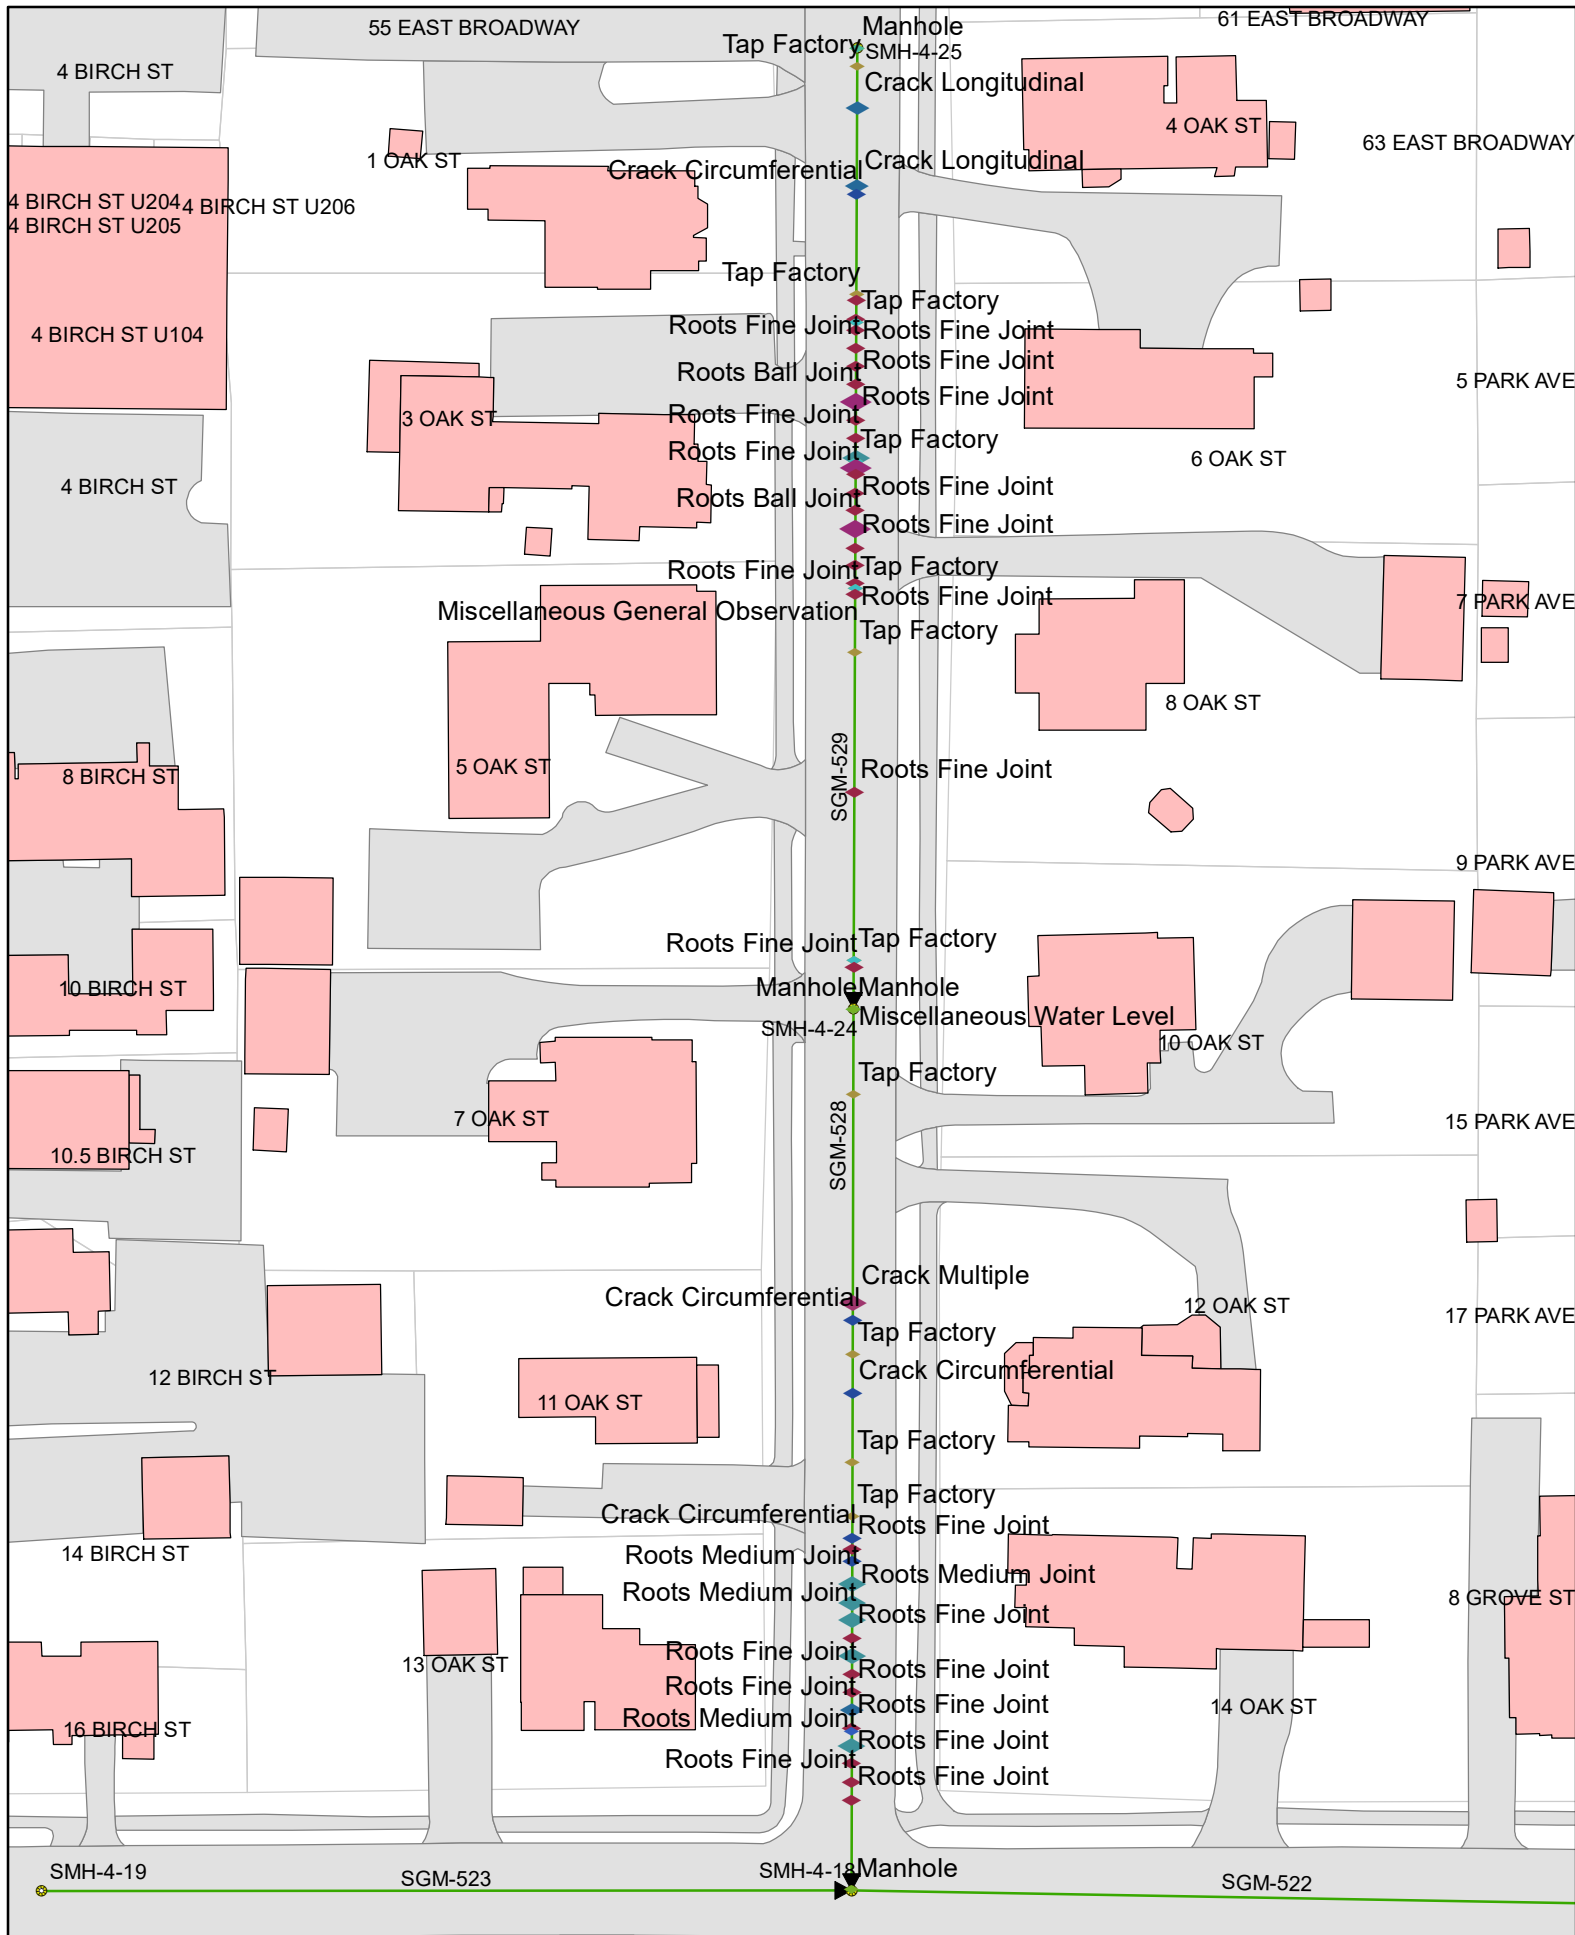 61 EAST BROADWAY
55 EAST BROADWAY
Manhole
Tap Factory
SMH-4-25
4 BIRCH ST
Crack Longitudinal
4 OAK ST
63 EAST BROADWAY
1 OAK ST
Crack Longitudinal
Crack Circumferential
4 BIRCH ST U204
4 BIRCH ST U206
4 BIRCH ST U205
Tap Factory
Tap Factory
Roots Fine Joint
Roots Fine Joint
4 BIRCH ST U104
Roots Fine Joint
Roots Ball Joint
5 PARK AVE
Roots Fine Joint
Roots Fine Joint
3 OAK ST
Tap Factory
Roots Fine Joint
6 OAK ST
4 BIRCH ST
Roots Fine Joint
Roots Ball Joint
Roots Fine Joint
Tap Factory
Roots Fine Joint
Roots Fine Joint
7 PARK AVE
Miscellaneous General Observation
Tap Factory
8 OAK ST
5 OAK ST
Roots Fine Joint
8 BIRCH ST
SGM-529
9 PARK AVE
Tap Factory
Roots Fine Joint
10 BIRCH ST
Manhole
Manhole
Miscellaneous Water Level
SMH-4-24
10 OAK ST
Tap Factory
7 OAK ST
15 PARK AVE
SGM-528
10.5 BIRCH ST
Crack Multiple
Crack Circumferential
12 OAK ST
17 PARK AVE
Tap Factory
Crack Circumferential
12 BIRCH ST
11 OAK ST
Tap Factory
Tap Factory
Crack Circumferential
Roots Fine Joint
14 BIRCH ST
Roots Medium Joint
Roots Medium Joint
Roots Medium Joint
8 GROVE ST
Roots Fine Joint
Roots Fine Joint
13 OAK ST
Roots Fine Joint
Roots Fine Joint
Roots Fine Joint
14 OAK ST
Roots Medium Joint
16 BIRCH ST
Roots Fine Joint
Roots Fine Joint
Roots Fine Joint
SMH-4-19
SGM-523
SMH-4-18
Manhole
SGM-522